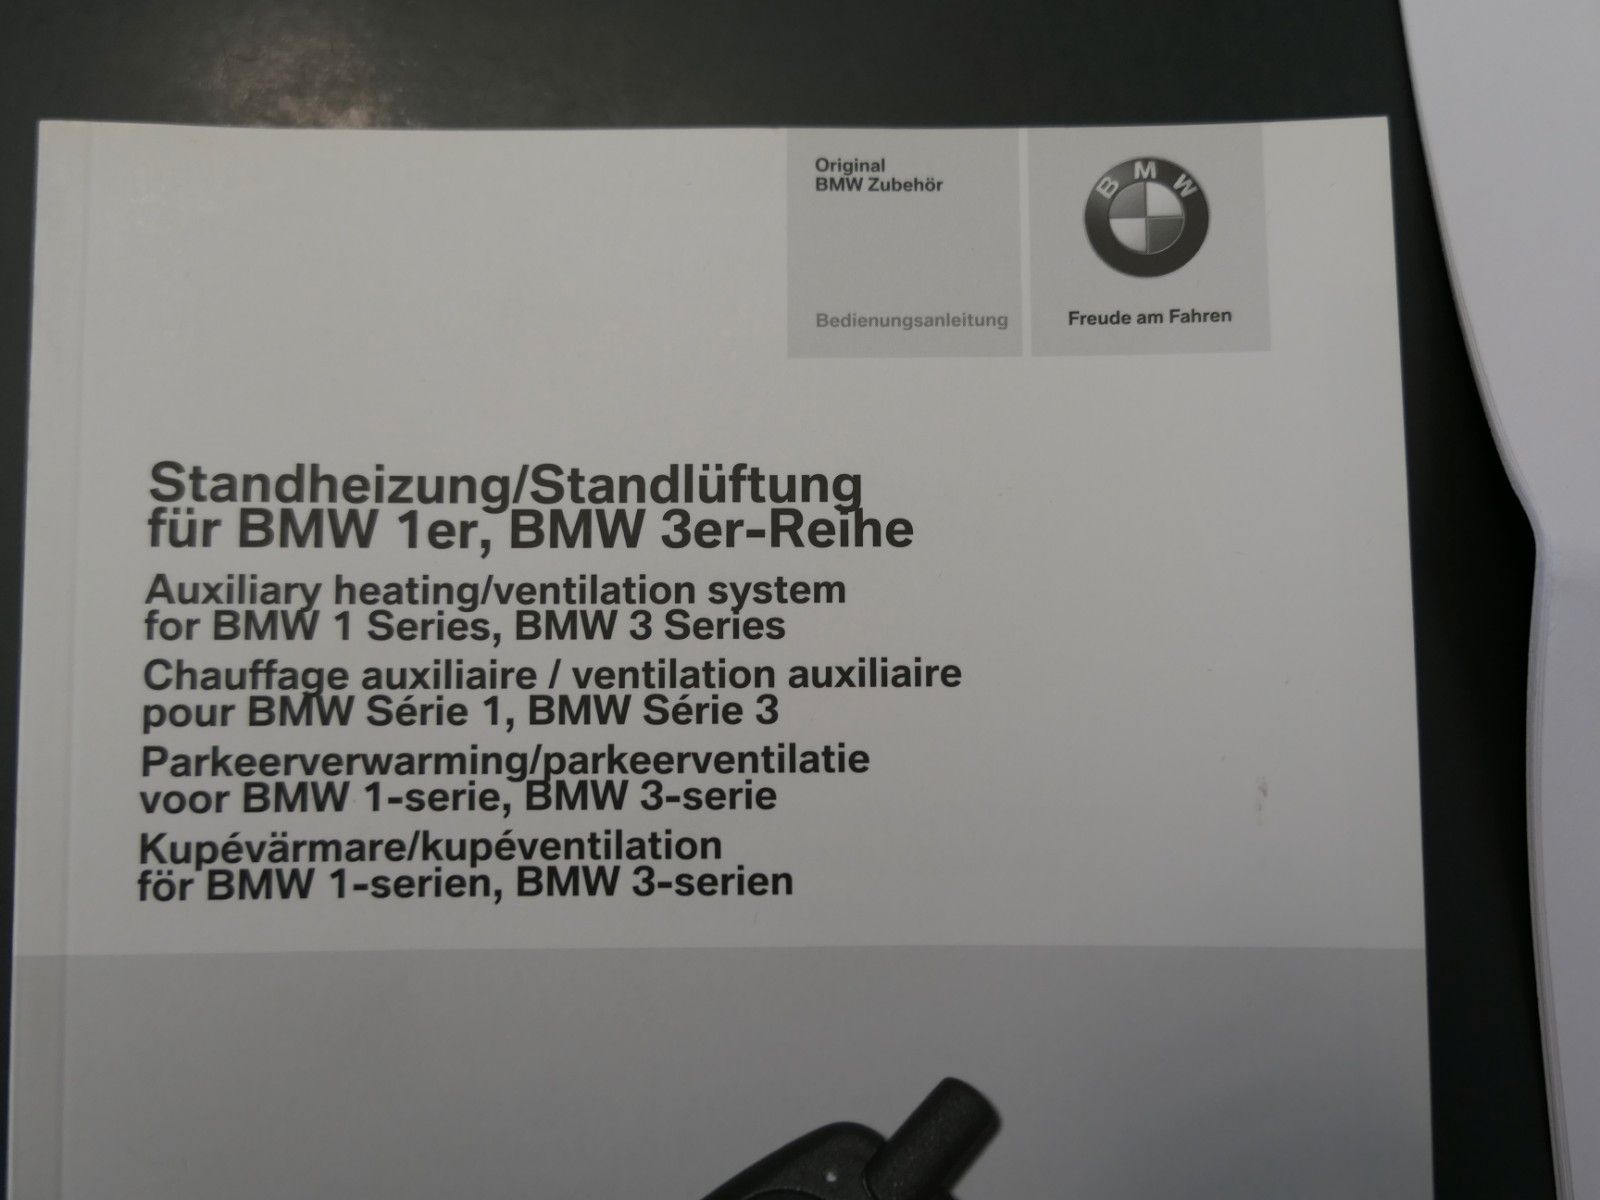 Original
BMW Zubehör
Bedienungsanleitung
BMW
Freude am Fahren
Standheizung/Standlüftung
für BMW 1er, BMW 3er-Reihe
Auxiliary heating/ventilation system
for BMW 1 Series, BMW 3 Series
Chauffage auxiliaire / ventilation auxiliaire
pour BMW Série 1, BMW Série 3
Parkeerverwarming/parkeerventilatie
voor BMW 1-serie, BMW 3-serie
Kupévärmare/kupéventilation
för BMW 1-serien, BMW 3-serien